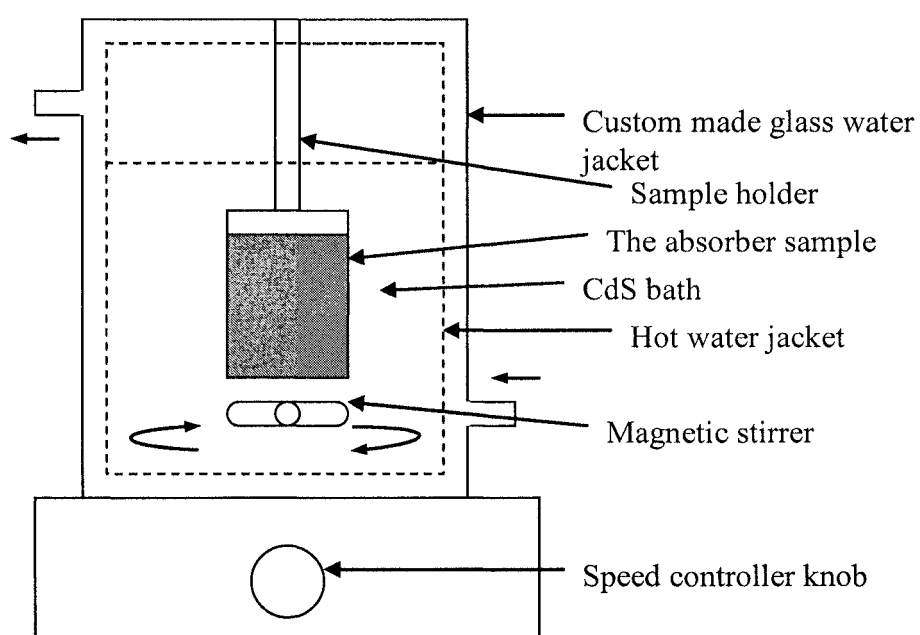 Custom made glass water
jacket
Sample holder
The absorber sample
CdS bath
Hot water jacket
Magnetic stirrer
Speed controller knob